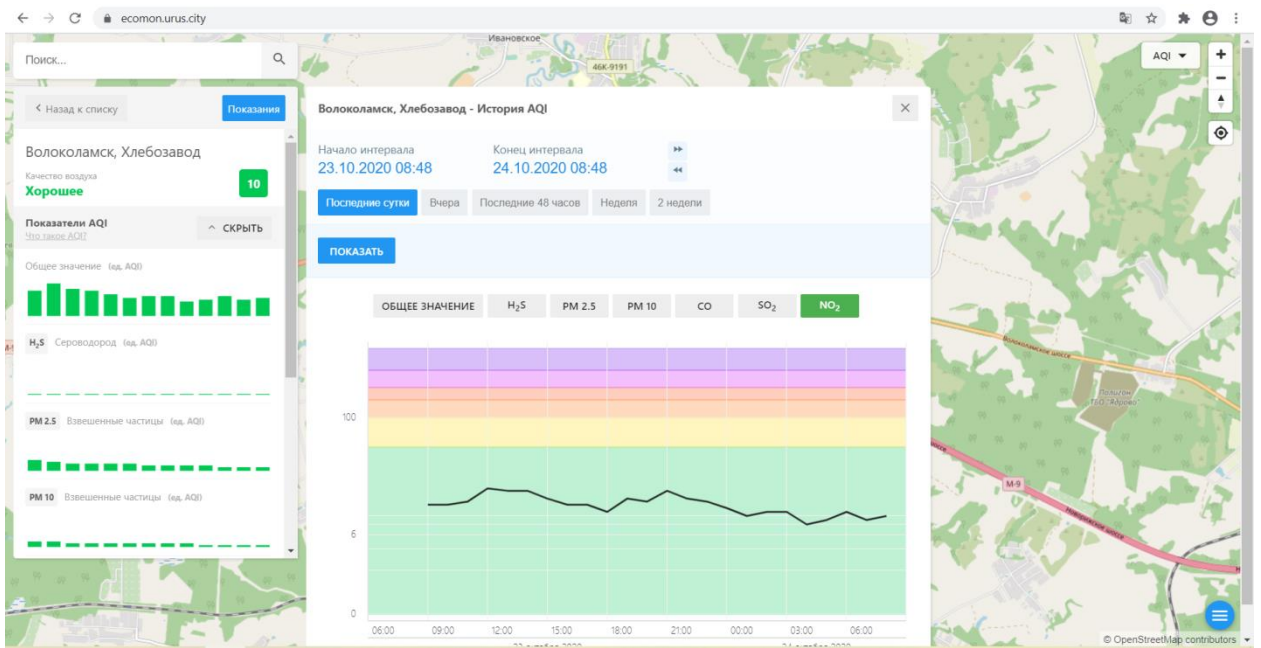 ecomon.urus.city
Поиск...
Назад к списку
Показания
Волоколамск, Хлебозавод
Качество воздуха
Хорошее
10
Показатели AQI
Что такое AQI?
СКРЫТЬ
Общее значение (ед. AQI)
H₂S Сероводород (ед. AQI)
PM 2.5 Взвешенные частицы (ед. AQI)
PM 10 Взвешенные частицы (ед. AQI)
Ивановское
46К-9191
Волоколамск, Хлебозавод - История AQI
Начало интервала
23.10.2020 08:48
Конец интервала
24.10.2020 08:48
Последние сутки Вчера Последние 48 часов Неделя 2 недели
ПОКАЗАТЬ
ОБЩЕЕ ЗНАЧЕНИЕ H₂S PM 2.5 PM 10 CO SO₂ NO₂
100
6
0
06:00 09:00 12:00 15:00 18:00 21:00 00:00 03:00 06:00
AQI
Волоколамское шоссе
Полигон
ТБО "Ядрово"
М-9
Новорижское шоссе
© OpenStreetMap contributors